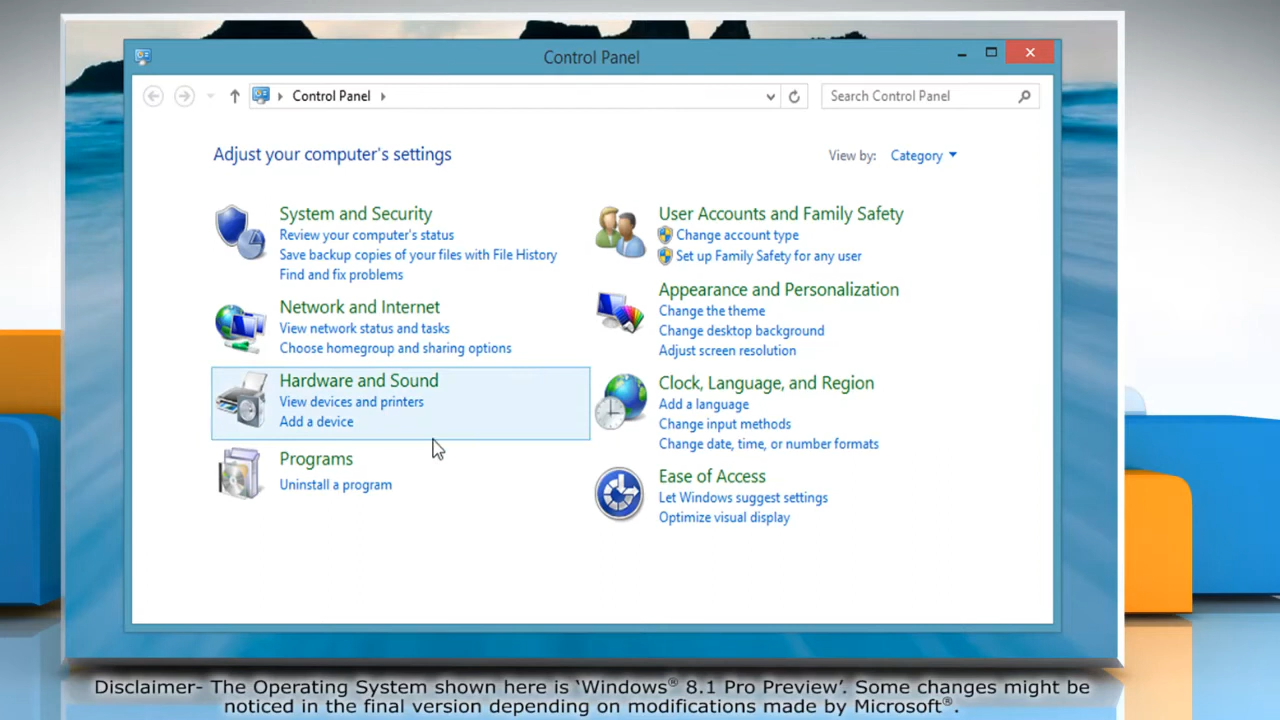 Control Panel
Control Panel
Search Control Panel
Adjust your computer's settings
View by: Category
System and Security
Review your computer's status
Save backup copies of your files with File History
Find and fix problems
Network and Internet
View network status and tasks
Choose homegroup and sharing options
Hardware and Sound
View devices and printers
Add a device
Programs
Uninstall a program
User Accounts and Family Safety
Change account type
Set up Family Safety for any user
Appearance and Personalization
Change the theme
Change desktop background
Adjust screen resolution
Clock, Language, and Region
Add a language
Change input methods
Change date, time, or number formats
Ease of Access
Let Windows suggest settings
Optimize visual display
Disclaimer- The Operating System shown here is ‘Windows® 8.1 Pro Preview’. Some changes might be
noticed in the final version depending on modifications made by Microsoft®.